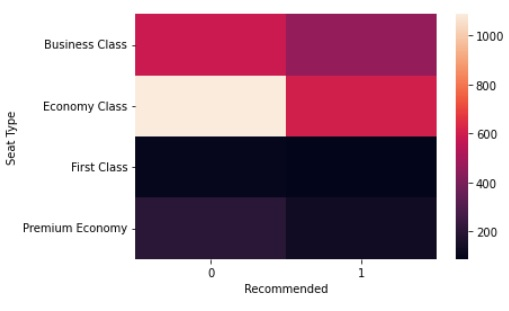 Business Class
Economy Class
First Class
Premium Economy
Seat Type
0
1
Recommended
1000
800
600
400
200